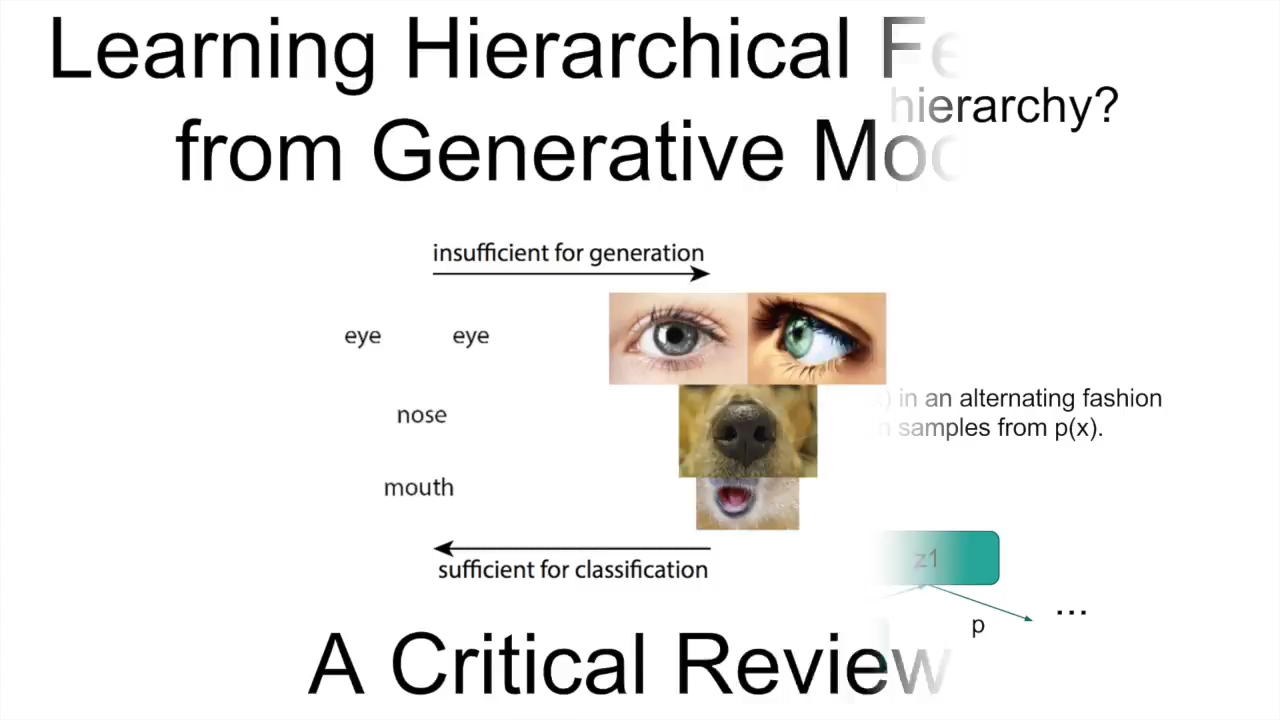 Learning Hierarchical Fe
hierarchy?
from Generative Mod
insufficient for generation
eye eye
nose
) in an alternating fashion
samples from p(x).
mouth
sufficient for classification
z1
...
p
A Critical Review